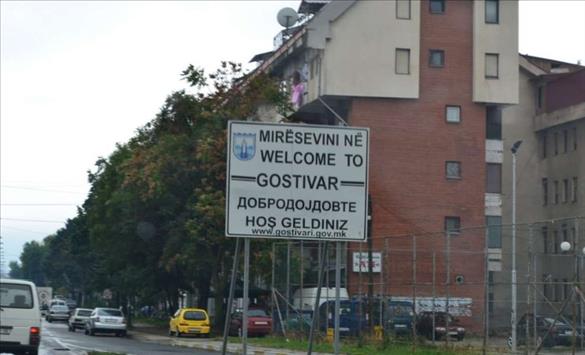 MIRËSEVINI NË
WELCOME TO
GOSTIVAR
ДОБРОДОЈДОВТЕ
HOŞ GELDINIZ
www.gostivari.gov.mk